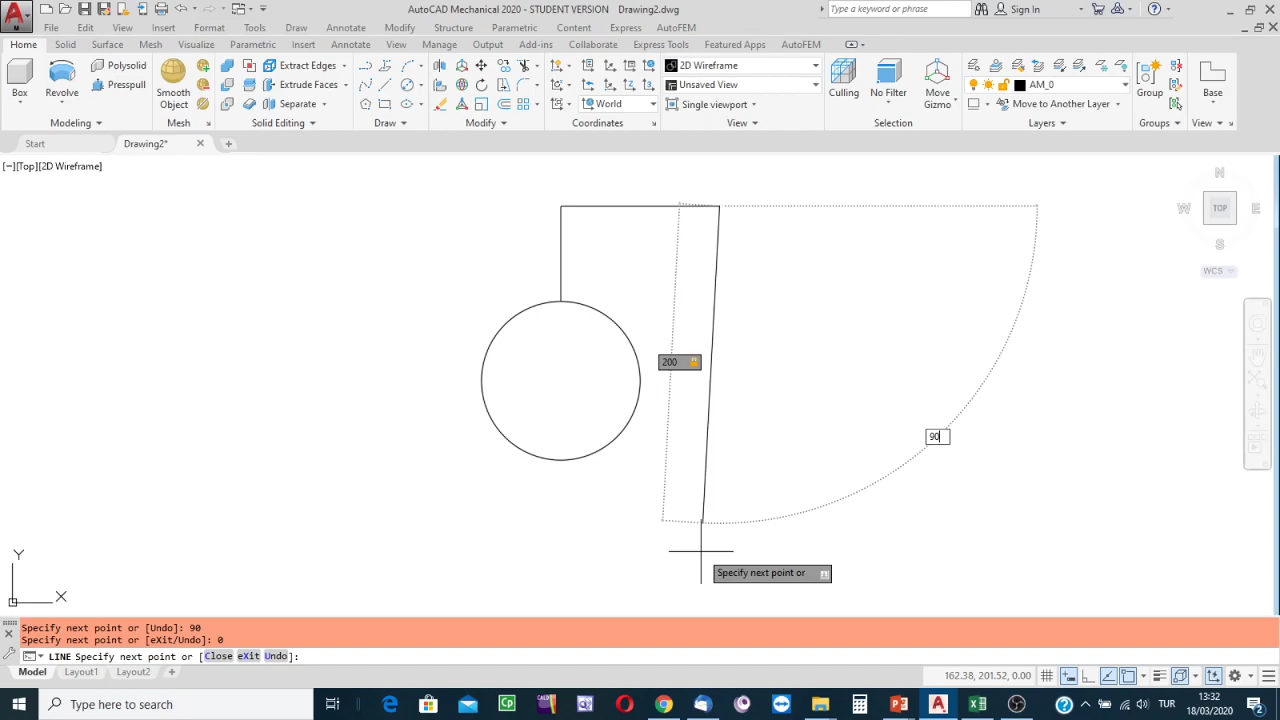 AutoCAD Mechanical 2020 - STUDENT VERSION Drawing2.dwg
Type a keyword or phrase
Sign In
File Edit View Insert Format Tools Draw Dimension Annotate Modify Structure Parametric Content Express AutoFEM
Home Solid Surface Mesh Visualize Parametric Insert Annotate View Manage Output Add-ins Collaborate Express Tools Featured Apps AutoFEM
Box
Revolve
Polysolid
Presspull
Modeling
Smooth Object
Mesh
Extract Edges
Extrude Faces
Separate
Solid Editing
Draw
Modify
World
Coordinates
2D Wireframe
Unsaved View
Single viewport
View
Culling
No Filter
Move Gizmo
Selection
AM_0
Move to Another Layer
Layers
Group
Groups
Base
View
Start
Drawing2*
[−][Top][2D Wireframe]
N
W TOP E
S
WCS
200
90
Specify next point or
Y
X
Specify next point or [Undo]: 90
Specify next point or [eXit/Undo]: 0
LINE Specify next point or [Close eXit Undo]:
Model Layout1 Layout2
162.38, 201.52, 0.00
Type here to search
TUR
13:32
18/03/2020